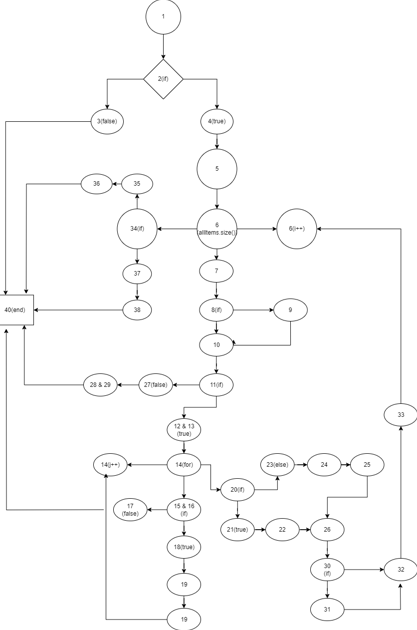 1
2(if)
3(false)
4(true)
5
36
35
34(if)
6
allItems.size()
6(i++)
7
37
40(end)
38
8(if)
9
10
28 & 29
27(false)
11(if)
33
12 & 13
(true)
14(j++)
14(for)
23(else)
24
25
20(if)
17
(false)
15 & 16
(if)
21(true)
22
26
18(true)
30
(if)
32
19
31
19